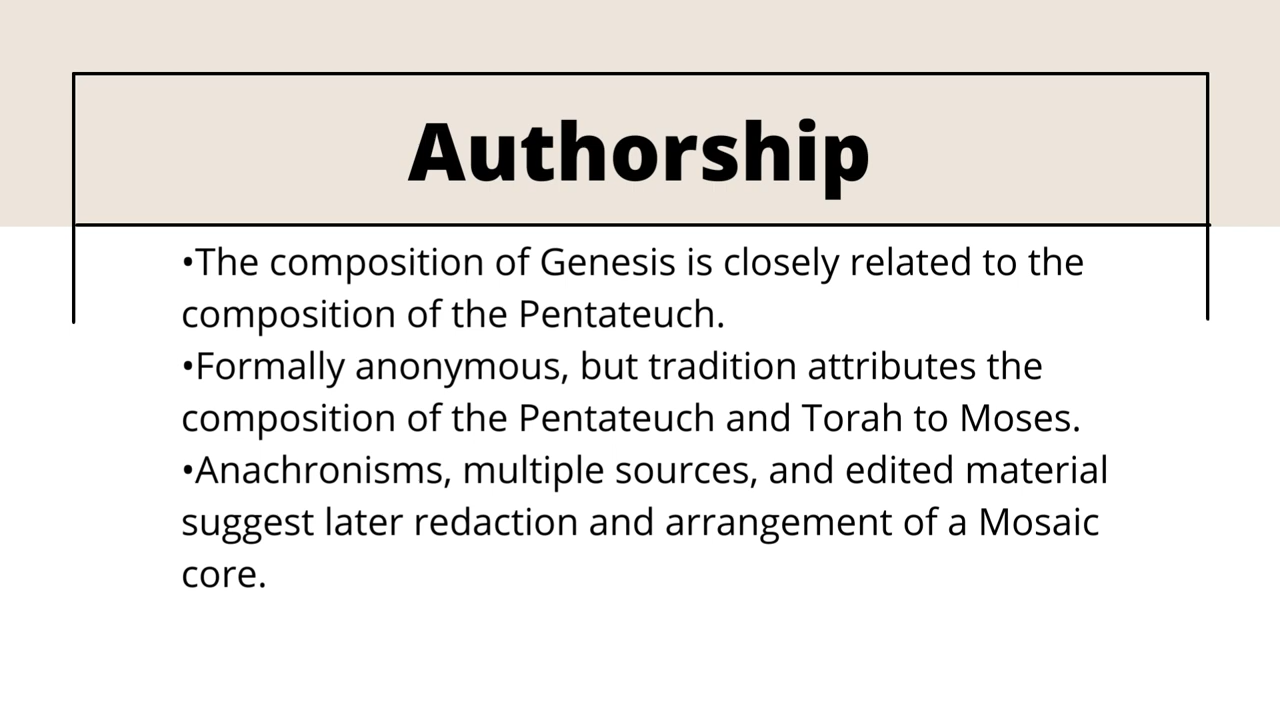 Authorship
•The composition of Genesis is closely related to the
composition of the Pentateuch.
•Formally anonymous, but tradition attributes the
composition of the Pentateuch and Torah to Moses.
•Anachronisms, multiple sources, and edited material
suggest later redaction and arrangement of a Mosaic
core.